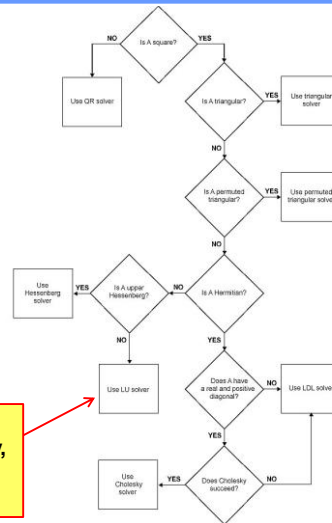 Is A square?
NO
YES
Use QR solver
Is A triangular?
YES
Use triangular
solver
NO
Is A permuted
triangular?
YES
Use permuted
triangular solve
NO
Is A Hermitian?
NO
Is A upper
Hessenberg?
YES
Use
Hessenberg
solver
NO
Use LU solver
YES
Does A have
a real and positive
diagonal?
NO
Use LDL solve
YES
Does Cholesky
succeed?
YES
NO
Use
Cholesky
solver